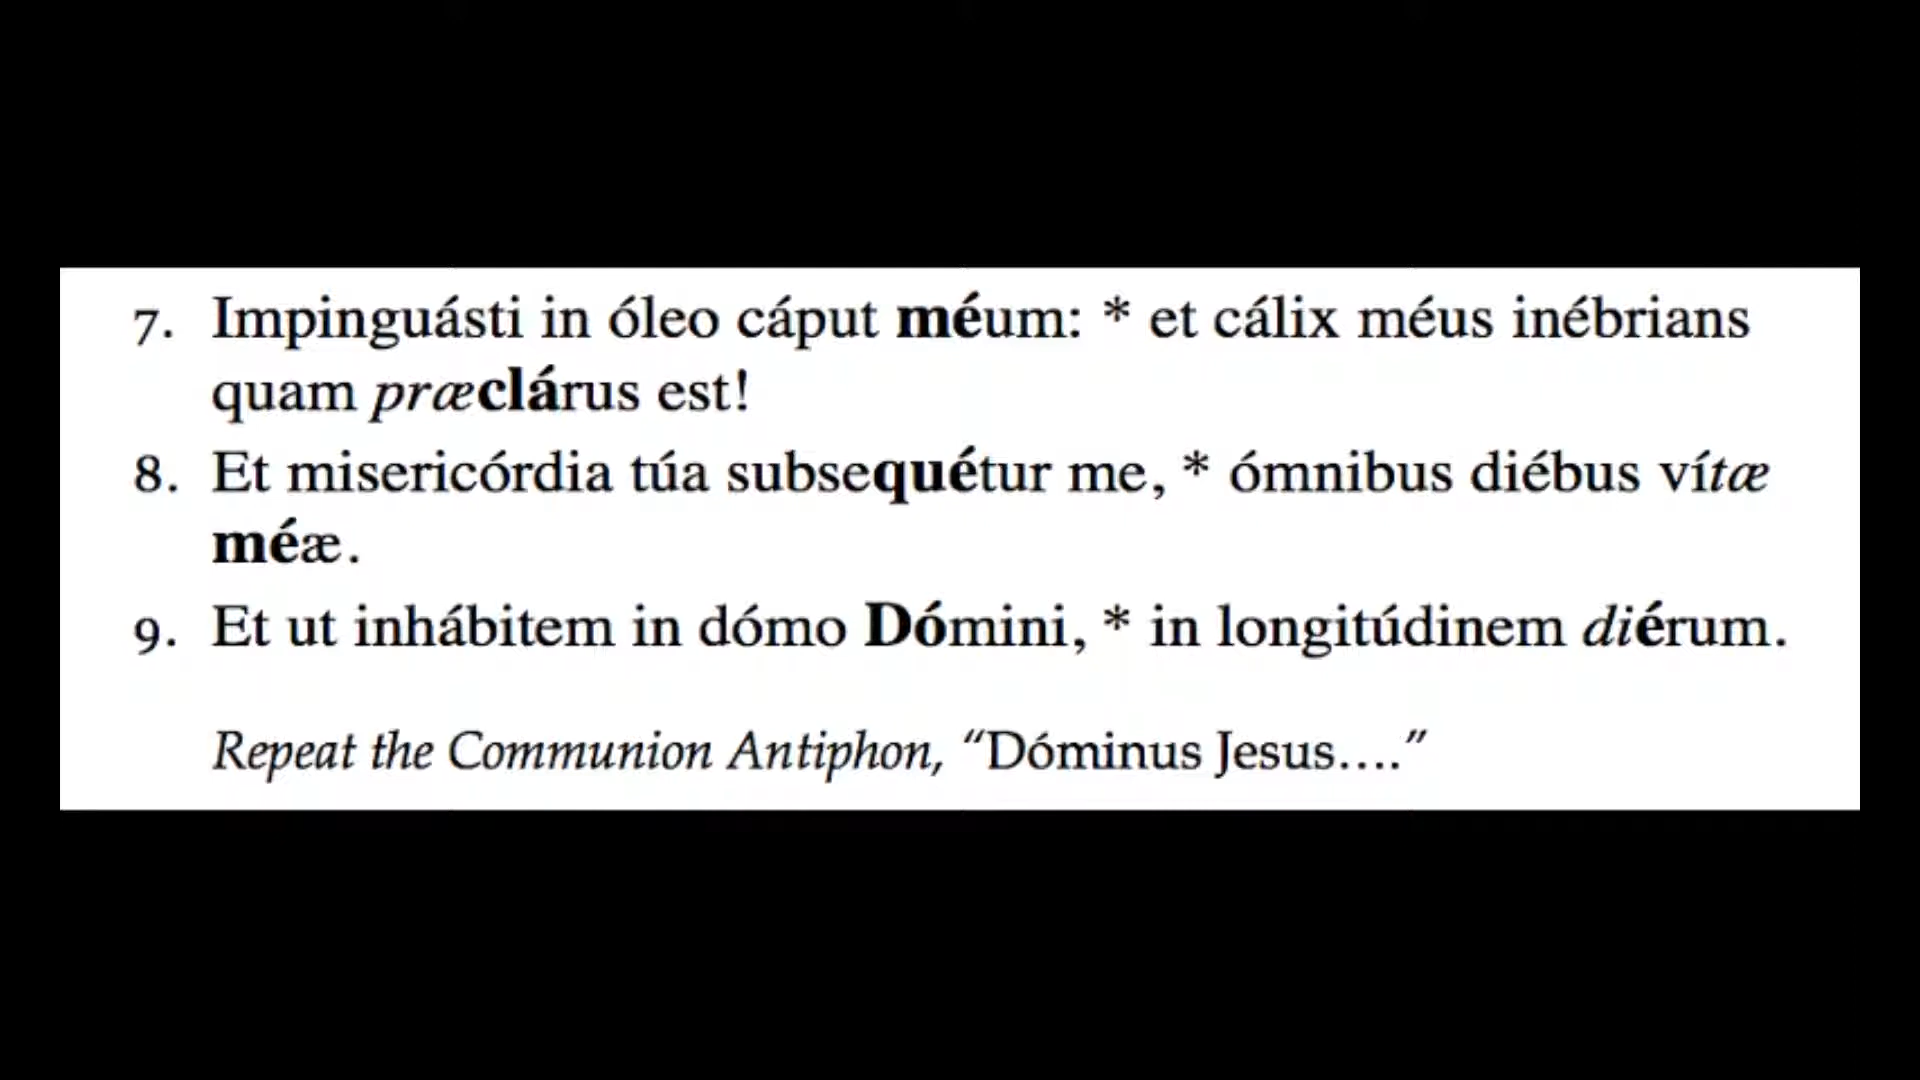 7. Impinguásti in óleo cáput méum: * et cálix méus inébrians
quam præclárus est!
8. Et misericórdia túa subsequétur me, * ómnibus diébus vítæ
méæ.
9. Et ut inhábitem in dómo Dómini, * in longitúdinem diérum.
Repeat the Communion Antiphon, “Dóminus Jesus….”